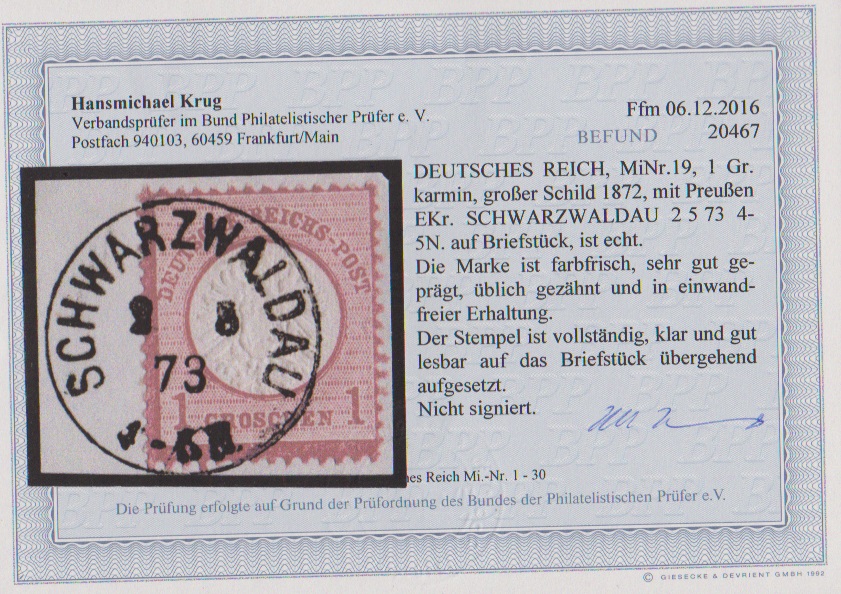 Hansmichael Krug
Verbandsprüfer im Bund Philatelistischer Prüfer e. V.
Postfach 940103, 60459 Frankfurt/Main
Ffm 06.12.2016
BEFUND 20467
DEUTSCHES REICH, MiNr.19, 1 Gr.
karmin, großer Schild 1872, mit Preußen
EKr. SCHWARZWALDAU 2 5 73 4-
5N. auf Briefstück, ist echt.
Die Marke ist farbfrisch, sehr gut ge-
prägt, üblich gezähnt und in einwand-
freier Erhaltung.
Der Stempel ist vollständig, klar und gut
lesbar auf das Briefstück übergehend
aufgesetzt.
Nicht signiert.
SCHWARZWALDAU
2 5
73
REICHS-POST
1 GROSCHEN 1
es Reich Mi.-Nr. 1 - 30
Die Prüfung erfolgte auf Grund der Prüfordnung des Bundes der Philatelistischen Prüfer e.V.
© GIESECKE & DEVRIENT GMBH 1992
BPP